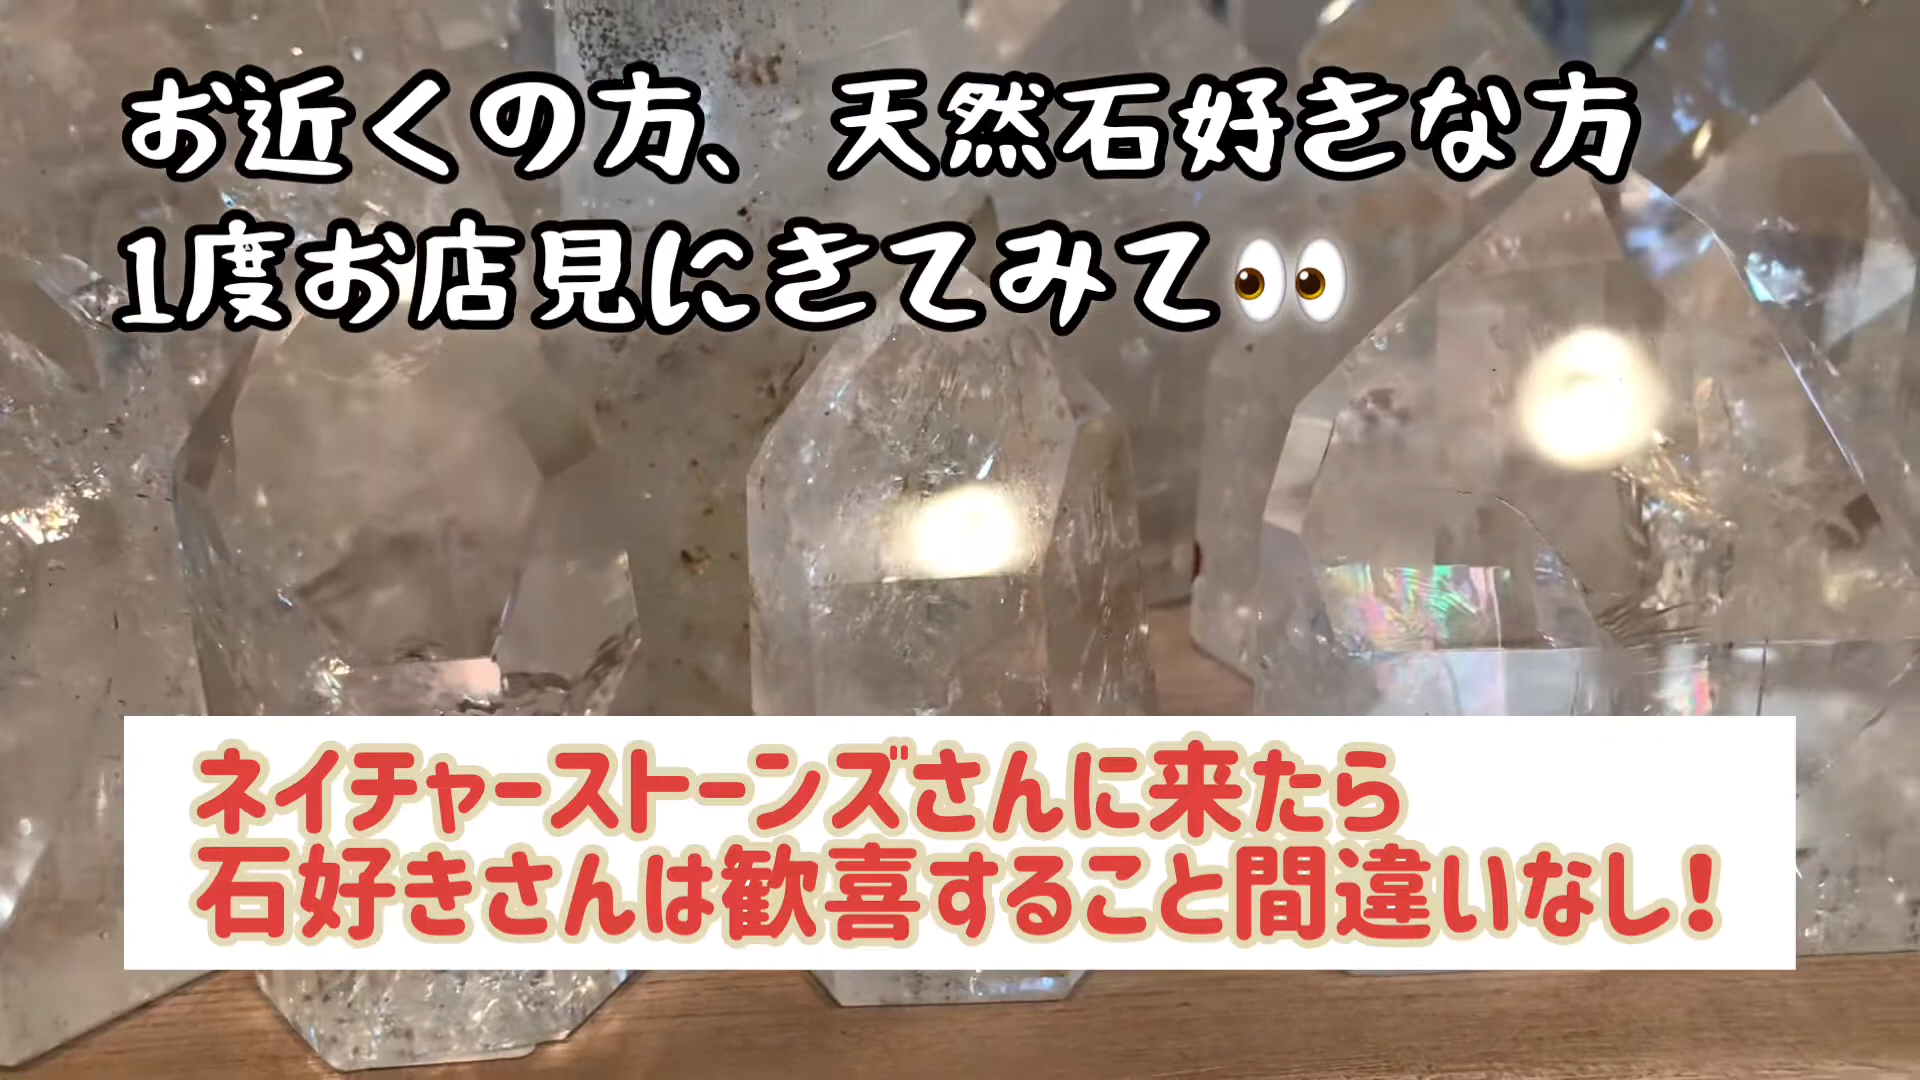 お近くの方、天然石好きな方
1度お店見にきてみて👀
ネイチャーストーンズさんに来たら
石好きさんは歓喜すること間違いなし!